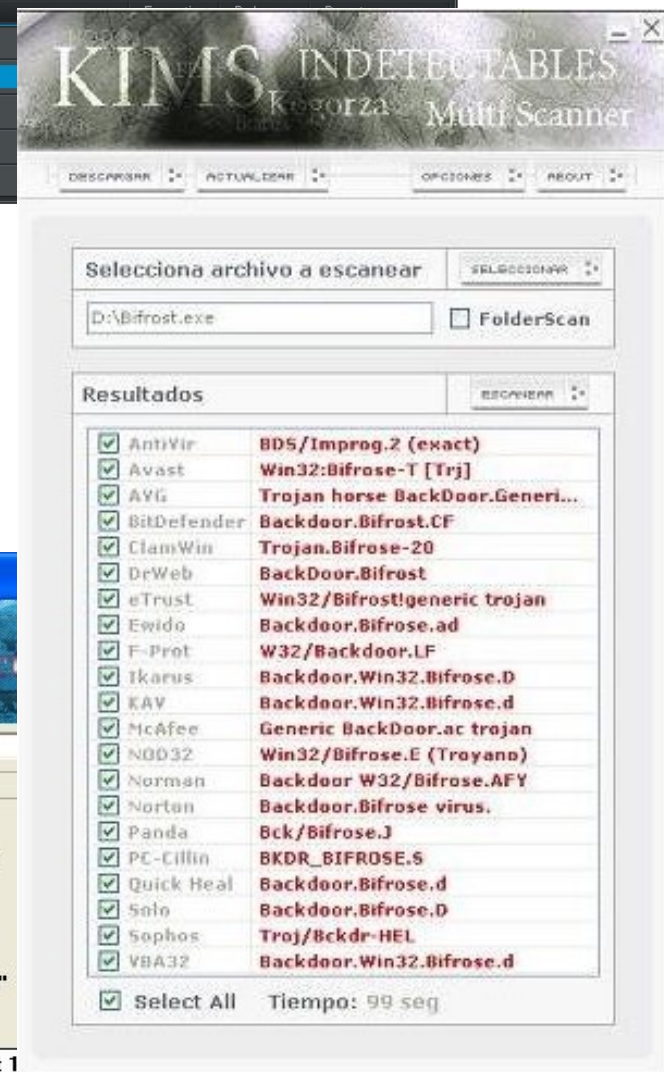 KIMS INDETECTABLES
Kogorza Multi Scanner
DESCARGAR ACTUALIZAR OPCIONES ABOUT
Selecciona archivo a escanear SELECCIONAR
D:\Bifrost.exe FolderScan
Resultados ESCANEAR
AntiVir BDS/Improg.2 (exact)
Avast Win32:Bifrose-T [Trj]
AVG Trojan horse BackDoor.Generi...
BitDefender Backdoor.Bifrost.CF
ClamWin Trojan.Bifrose-20
DrWeb BackDoor.Bifrost
eTrust Win32/Bifrost!generic trojan
Ewido Backdoor.Bifrose.ad
F-Prot W32/Backdoor.LF
Ikarus Backdoor.Win32.Bifrose.D
KAV Backdoor.Win32.Bifrose.d
McAfee Generic BackDoor.ac trojan
NOD32 Win32/Bifrose.E (Troyano)
Norman Backdoor W32/Bifrose.AFY
Norton Backdoor.Bifrose virus.
Panda Bck/Bifrose.J
PC-Cillin BKDR_BIFROSE.S
Quick Heal Backdoor.Bifrose.d
Solo Backdoor.Bifrose.D
Sophos Troj/Bckdr-HEL
VBA32 Backdoor.Win32.Bifrose.d
Select All Tiempo: 99 seg